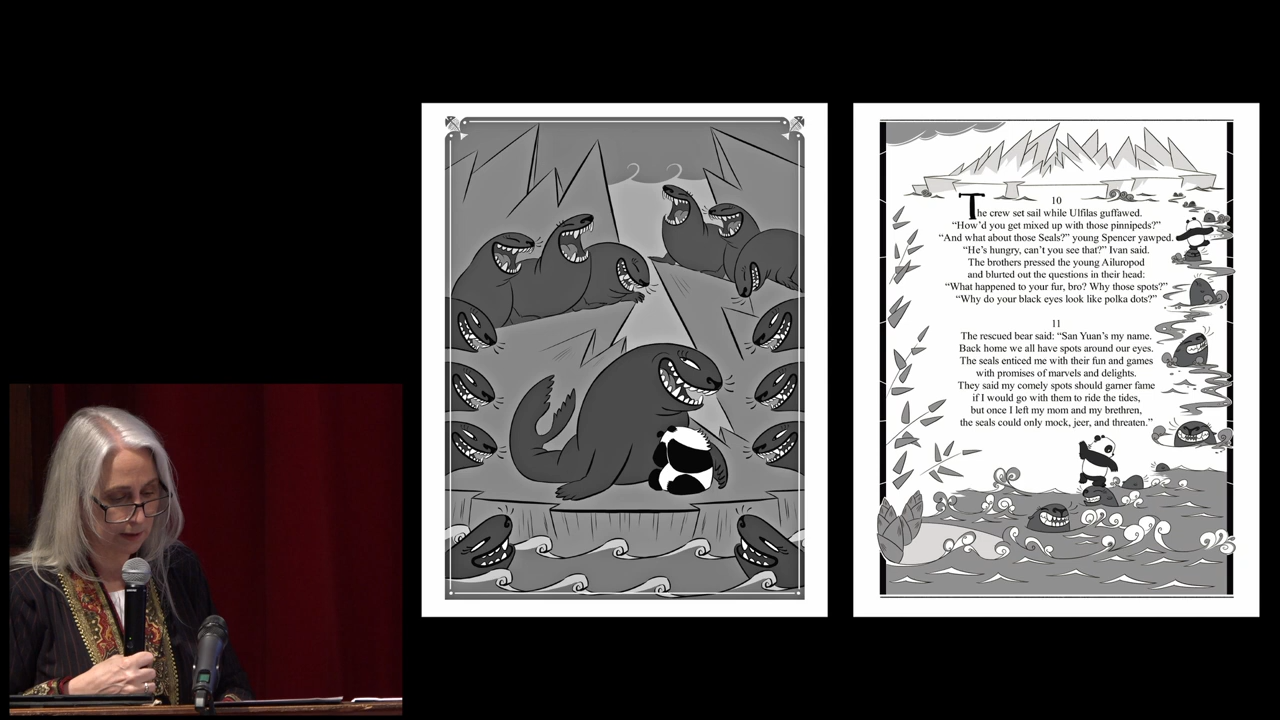 10
The crew set sail while Ulfilas guffawed.
“How’d you get mixed up with those pinnipeds?”
“And what about those Seals?” young Spencer yawped.
“He’s hungry, can’t you see that?” Ivan said.
The brothers pressed the young Ailuropod
and blurted out the questions in their head:
“What happened to your fur, bro? Why those spots?”
“Why do your black eyes look like polka dots?”
11
The rescued bear said: “San Yuan’s my name.
Back home we all have spots around our eyes.
The seals enticed me with their fun and games
with promises of marvels and delights.
They said my comely spots should garner fame
if I would go with them to ride the tides,
but once I left my mom and my brethren,
the seals could only mock, jeer, and threaten.”